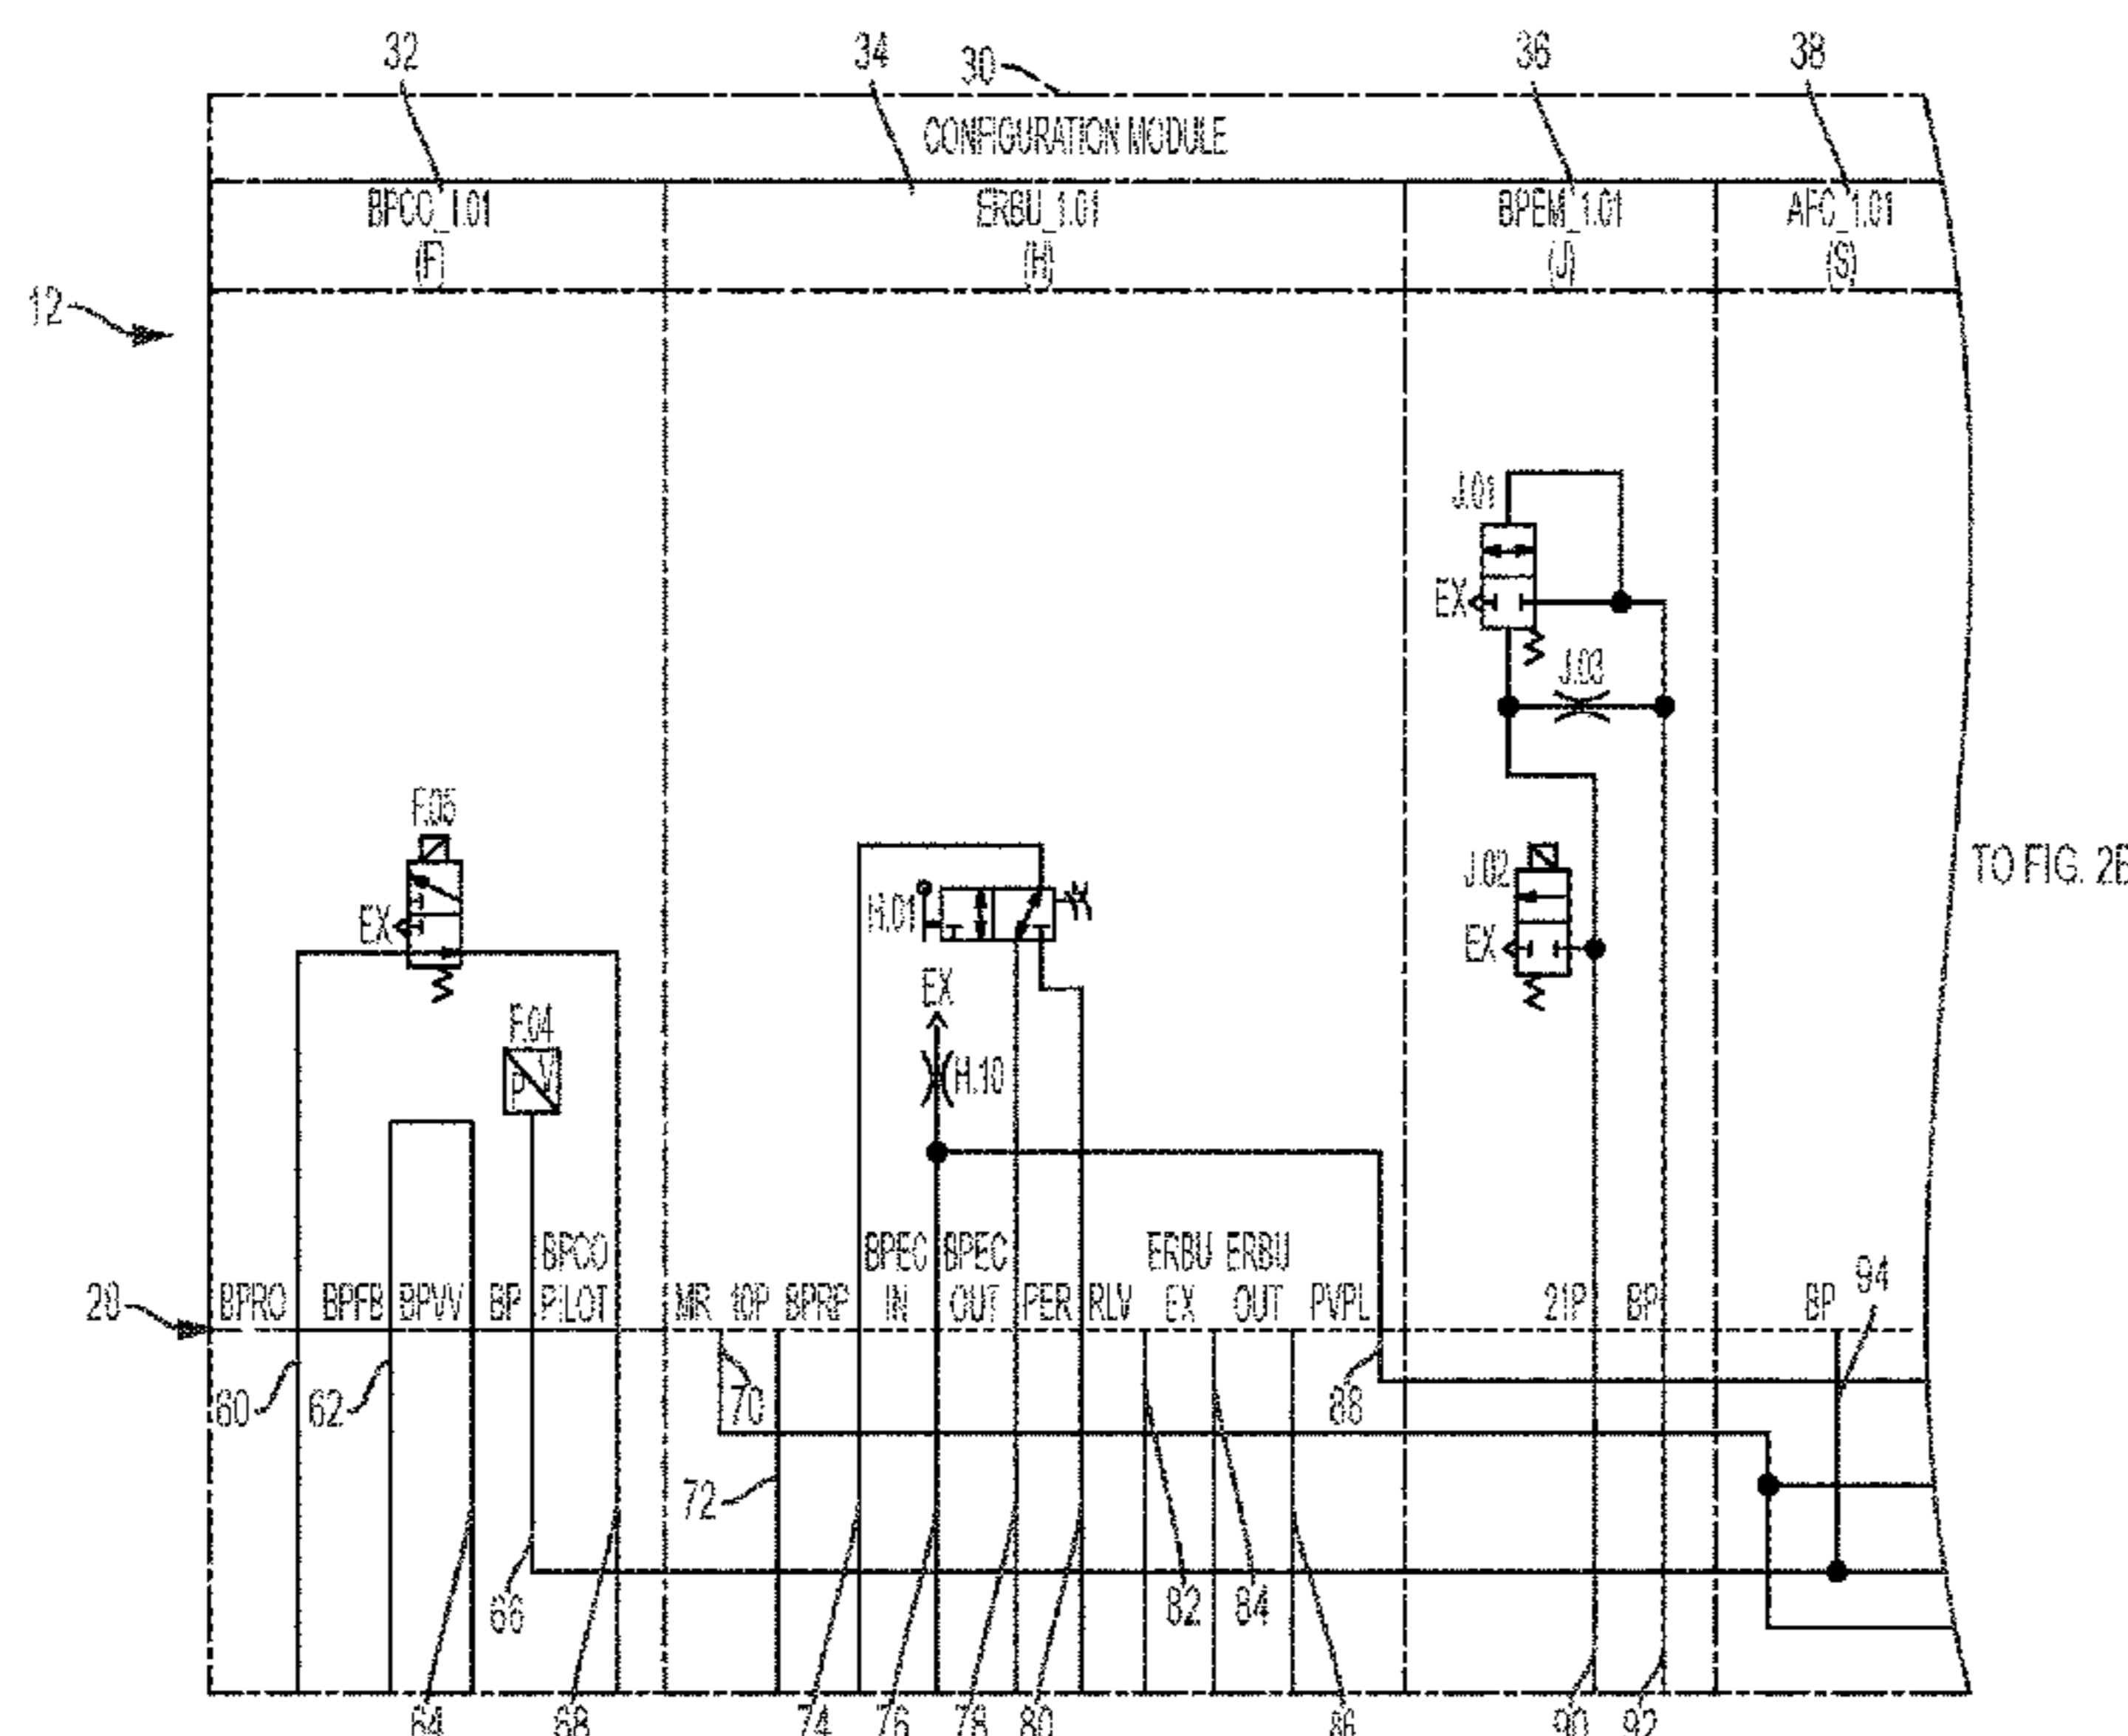 32 34 30 36 38
CONFIGURATION MODULE
BPCO_1.01 ERBU_1.01 BPEM_1.01 AFC_1.01
(F) (H) (J) (S)
12
J.01
EX
J.03
F.05
J.02
TO FIG. 2B
H.01
EX
EX
EX
F.04
H.10
BPCO BPEC BPEC ERBU ERBU
28 BPRO BPFB BPVV BP PILOT MR 10P BPRP IN OUT PER RLV EX OUT PVPL 21P BP BP 94
60 62 70 88
72
66 82 84
64 68 74 76 78 80 86 90 92